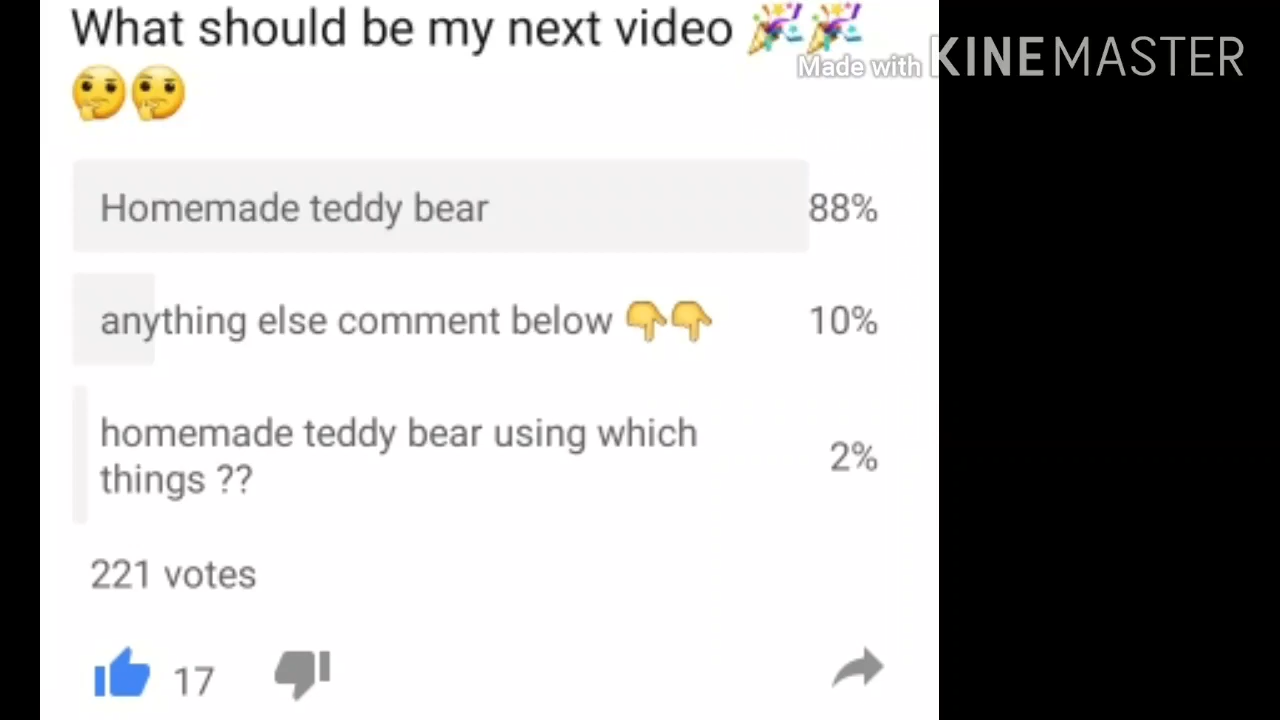 What should be my next video 🎉🎉
🤔🤔
Made with KINEMASTER
Homemade teddy bear 88%
anything else comment below 👇👇 10%
homemade teddy bear using which
things ??
2%
221 votes
17